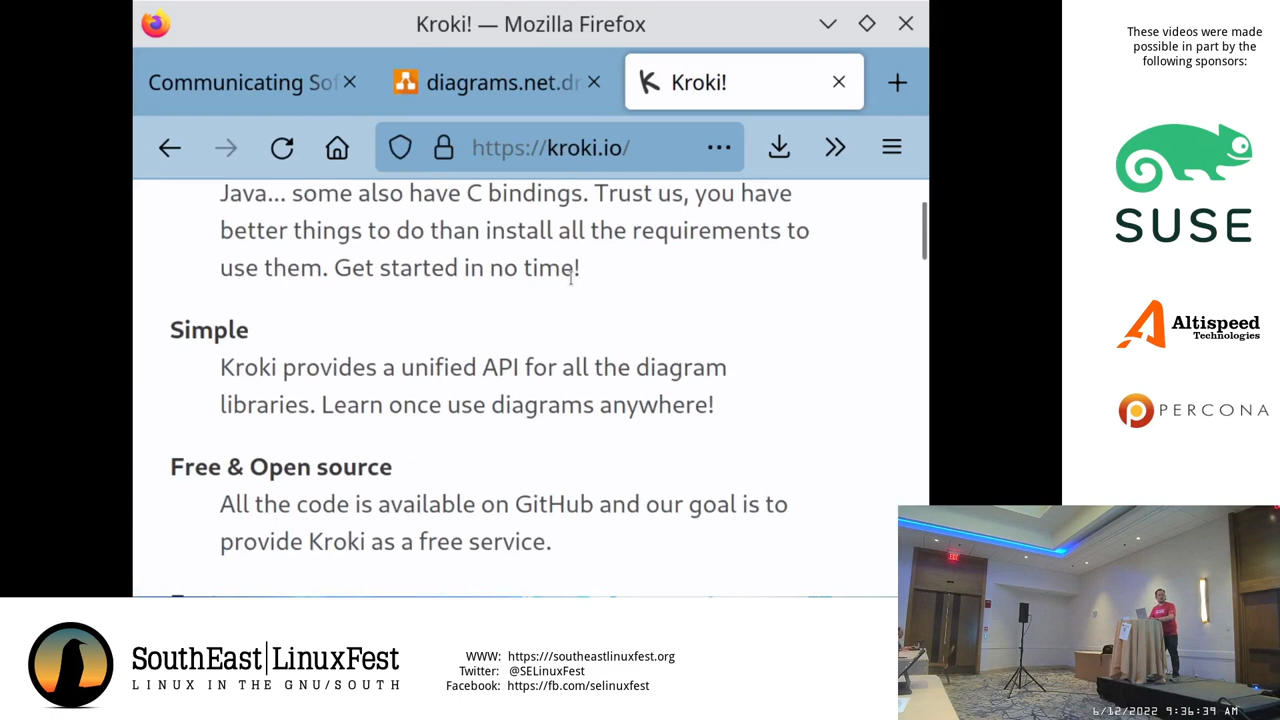 Kroki! — Mozilla Firefox
Communicating Sof
diagrams.net.dr
Kroki!
https://kroki.io/
Java... some also have C bindings. Trust us, you have
better things to do than install all the requirements to
use them. Get started in no time!
Simple
Kroki provides a unified API for all the diagram
libraries. Learn once use diagrams anywhere!
Free & Open source
All the code is available on GitHub and our goal is to
provide Kroki as a free service.
These videos were made
possible in part by the
following sponsors:
SUSE
Altispeed
Technologies
PERCONA
SouthEast LinuxFest
LINUX IN THE GNU/SOUTH
WWW: https://southeastlinuxfest.org
Twitter: @SELinuxFest
Facebook: https://fb.com/selinuxfest
EXIT
6/12/2022 9:36:39 AM